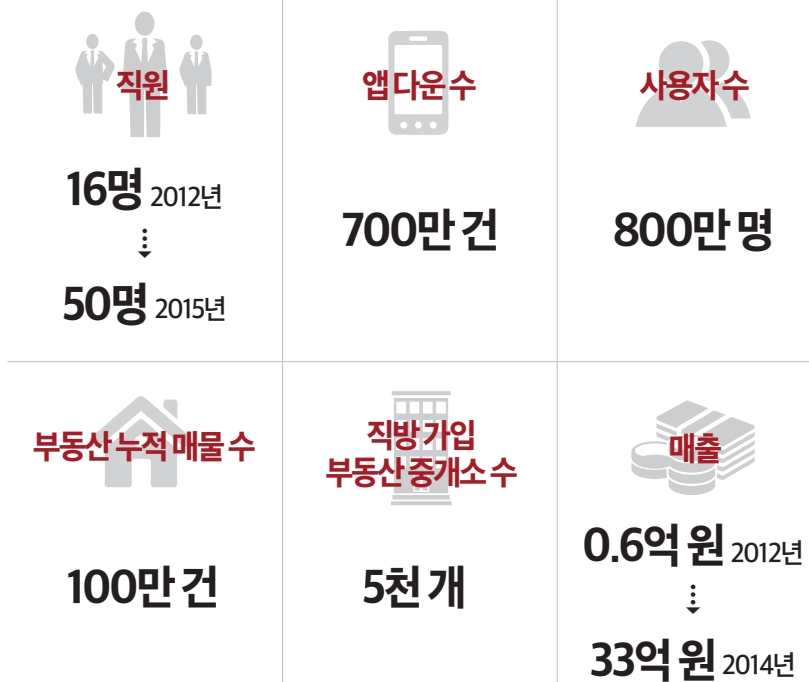 직원
16명 2012년
50명 2015년
앱 다운 수
700만 건
사용자 수
800만 명
부동산 누적 매물 수
100만 건
직방 가입
부동산 중개소 수
5천 개
매출
0.6억 원 2012년
33억 원 2014년